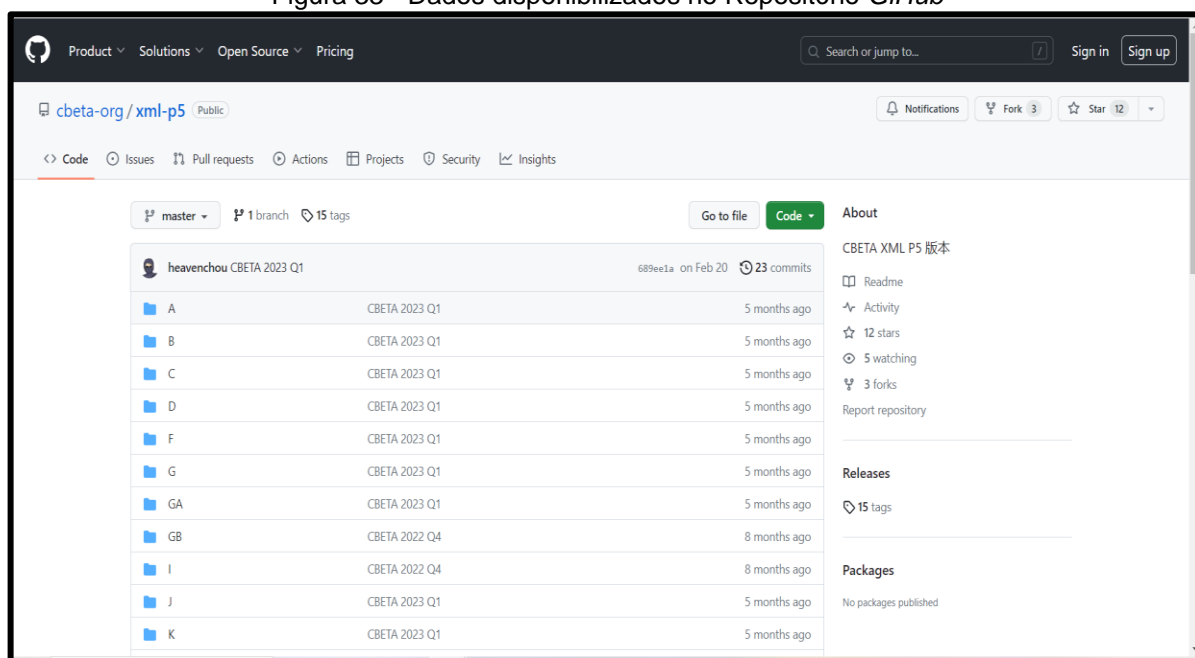 Product Solutions Open Source Pricing Search or jump to... / Sign in Sign up
cbeta-org / xml-p5 Public Notifications Fork 3 Star 12
<> Code Issues Pull requests Actions Projects Security Insights
master 1 branch 15 tags Go to file Code
heavenchou CBETA 2023 Q1 689ee1a on Feb 20 23 commits
A CBETA 2023 Q1 5 months ago
B CBETA 2023 Q1 5 months ago
C CBETA 2023 Q1 5 months ago
D CBETA 2023 Q1 5 months ago
F CBETA 2023 Q1 5 months ago
G CBETA 2023 Q1 5 months ago
GA CBETA 2023 Q1 5 months ago
GB CBETA 2022 Q4 8 months ago
I CBETA 2022 Q4 8 months ago
J CBETA 2023 Q1 5 months ago
K CBETA 2023 Q1 5 months ago
About
CBETA XML P5 版本
Readme
Activity
12 stars
5 watching
3 forks
Report repository
Releases
15 tags
Packages
No packages published